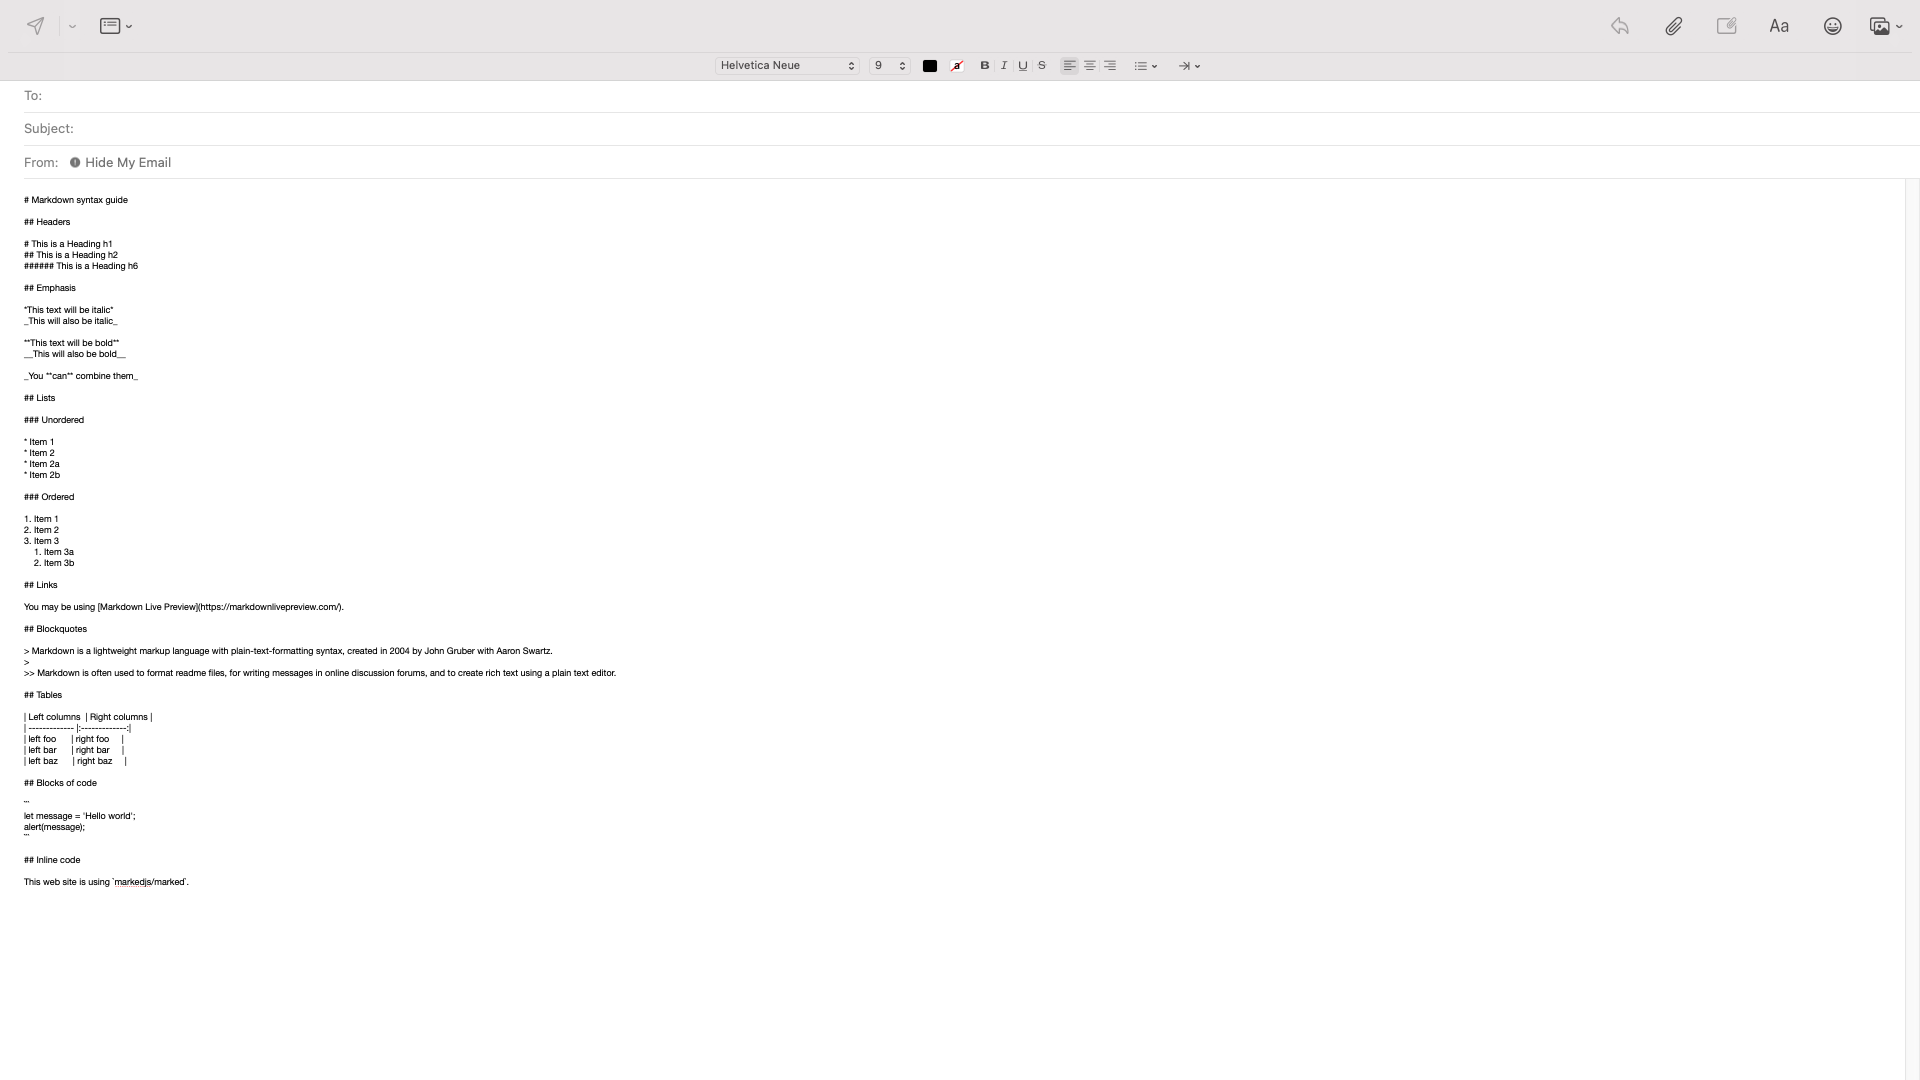 Helvetica Neue 9 a B I U S
Aa
To:
Subject:
From: Hide My Email
# Markdown syntax guide
## Headers
# This is a Heading h1
## This is a Heading h2
###### This is a Heading h6
## Emphasis
*This text will be italic*
_This will also be italic_
**This text will be bold**
__This will also be bold__
_You **can** combine them_
## Lists
### Unordered
* Item 1
* Item 2
* Item 2a
* Item 2b
### Ordered
1. Item 1
2. Item 2
3. Item 3
    1. Item 3a
    2. Item 3b
## Links
You may be using [Markdown Live Preview](https://markdownlivepreview.com/).
## Blockquotes
> Markdown is a lightweight markup language with plain-text-formatting syntax, created in 2004 by John Gruber with Aaron Swartz.
>
>> Markdown is often used to format readme files, for writing messages in online discussion forums, and to create rich text using a plain text editor.
## Tables
| Left columns  | Right columns |
| ------------- |:-------------:|
| left foo      | right foo     |
| left bar      | right bar     |
| left baz      | right baz     |
## Blocks of code
```
let message = 'Hello world';
alert(message);
```
## Inline code
This web site is using `markedjs/marked`.